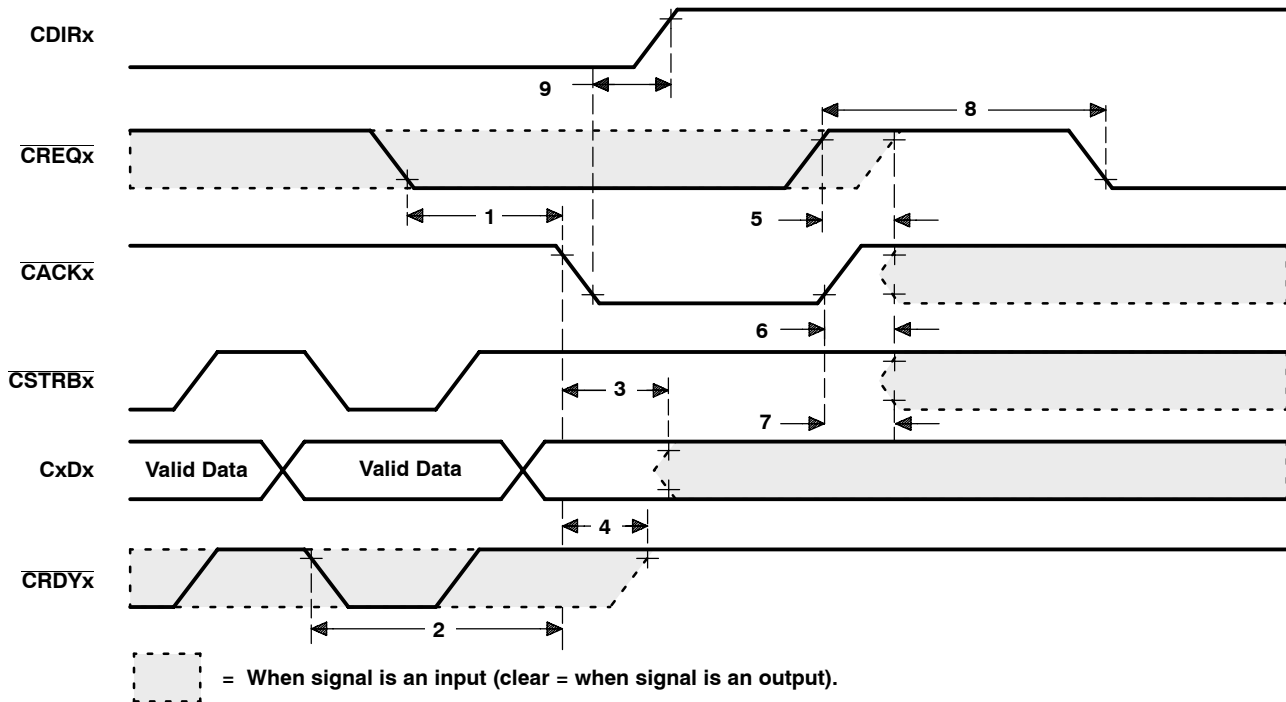 CDIRx
9
8
CREQx
1
5
CACKx
6
CSTRBx
3
7
CxDx
Valid Data
Valid Data
4
CRDYx
2
= When signal is an input (clear = when signal is an output).